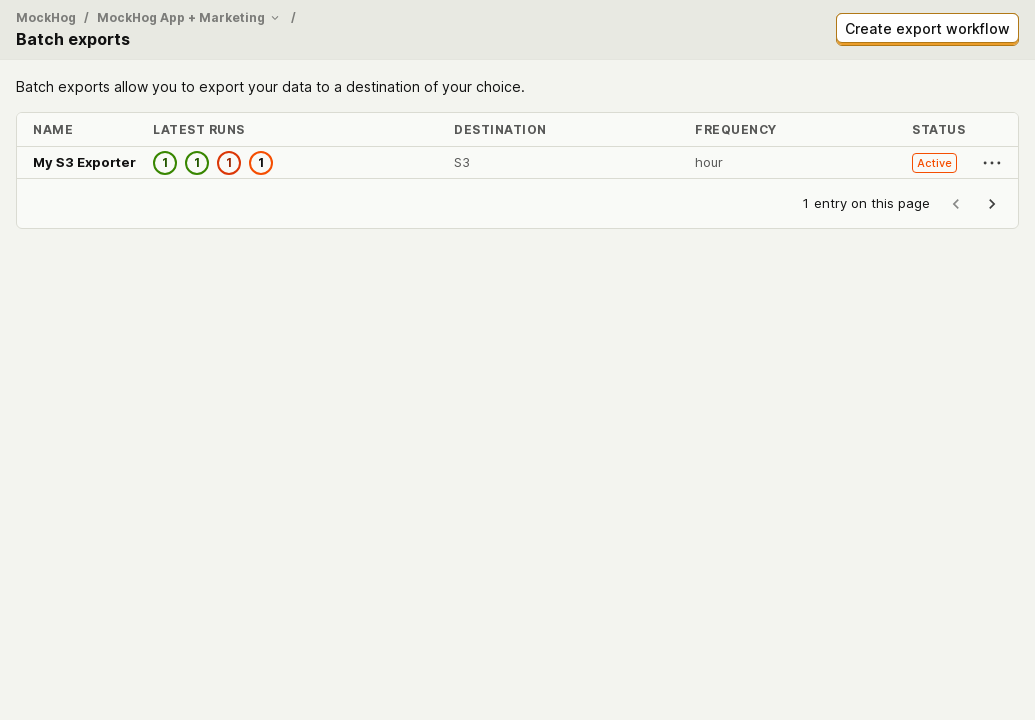 MockHog / MockHog App + Marketing /
Batch exports
Create export workflow
Batch exports allow you to export your data to a destination of your choice.
NAME LATEST RUNS DESTINATION FREQUENCY STATUS
My S3 Exporter 1 1 1 1 S3 hour Active
1 entry on this page